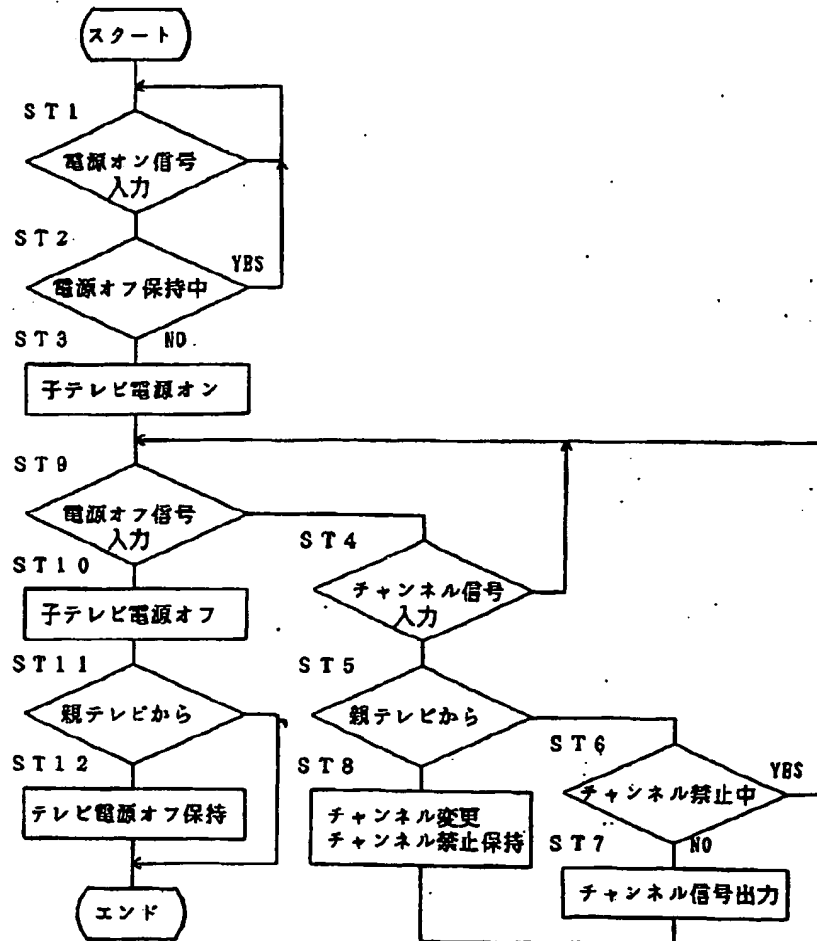 スタート
ST1
電源オン信号
入力
ST2
YES
電源オフ保持中
ST3
NO
子テレビ電源オン
ST9
電源オフ信号
入力
ST10
子テレビ電源オフ
ST11
親テレビから
ST12
テレビ電源オフ保持
エンド
ST4
チャンネル信号
入力
ST5
親テレビから
ST8
チャンネル変更
チャンネル禁止保持
ST6
YES
チャンネル禁止中
ST7
NO
チャンネル信号出力